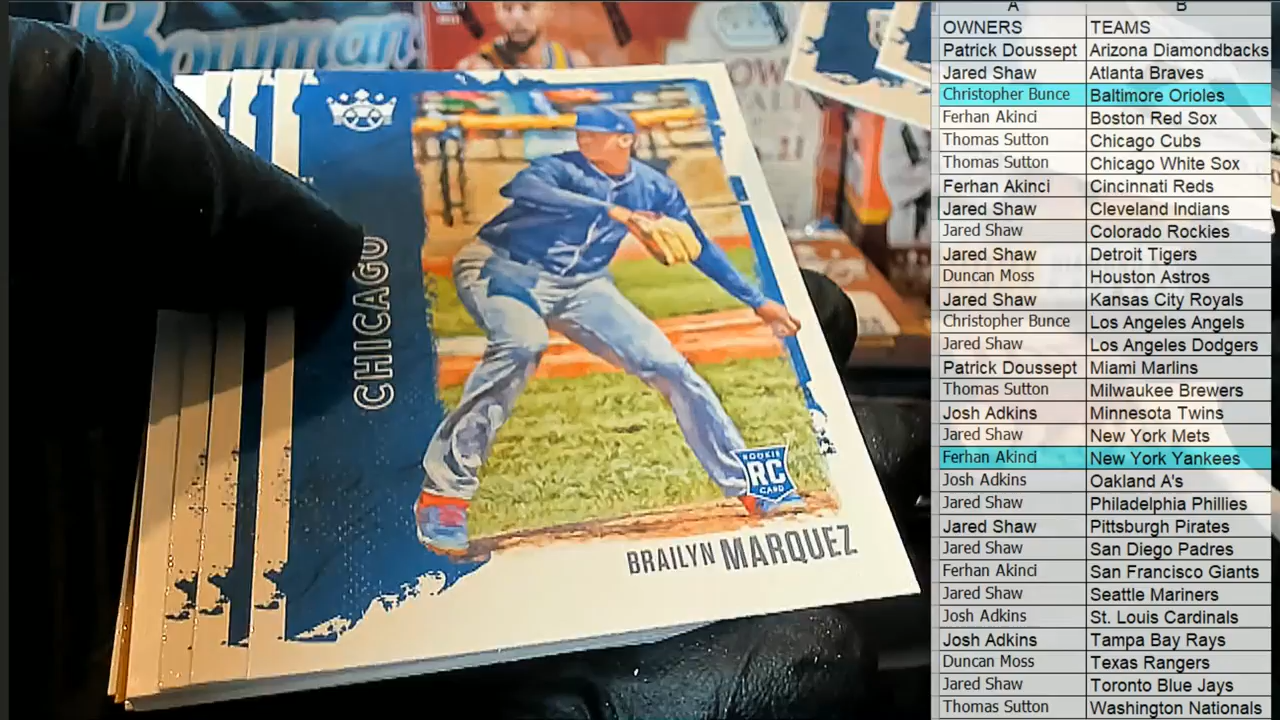 Bowman
CHICAGO
ROOKIE
RC
CARD
BRAILYN MARQUEZ
A B
OWNERS TEAMS
Patrick Doussept Arizona Diamondbacks
Jared Shaw Atlanta Braves
Christopher Bunce Baltimore Orioles
Ferhan Akinci Boston Red Sox
Thomas Sutton Chicago Cubs
Thomas Sutton Chicago White Sox
Ferhan Akinci Cincinnati Reds
Jared Shaw Cleveland Indians
Jared Shaw Colorado Rockies
Jared Shaw Detroit Tigers
Duncan Moss Houston Astros
Jared Shaw Kansas City Royals
Christopher Bunce Los Angeles Angels
Jared Shaw Los Angeles Dodgers
Patrick Doussept Miami Marlins
Thomas Sutton Milwaukee Brewers
Josh Adkins Minnesota Twins
Jared Shaw New York Mets
Ferhan Akinci New York Yankees
Josh Adkins Oakland A's
Jared Shaw Philadelphia Phillies
Jared Shaw Pittsburgh Pirates
Jared Shaw San Diego Padres
Ferhan Akinci San Francisco Giants
Jared Shaw Seattle Mariners
Josh Adkins St. Louis Cardinals
Josh Adkins Tampa Bay Rays
Duncan Moss Texas Rangers
Jared Shaw Toronto Blue Jays
Thomas Sutton Washington Nationals